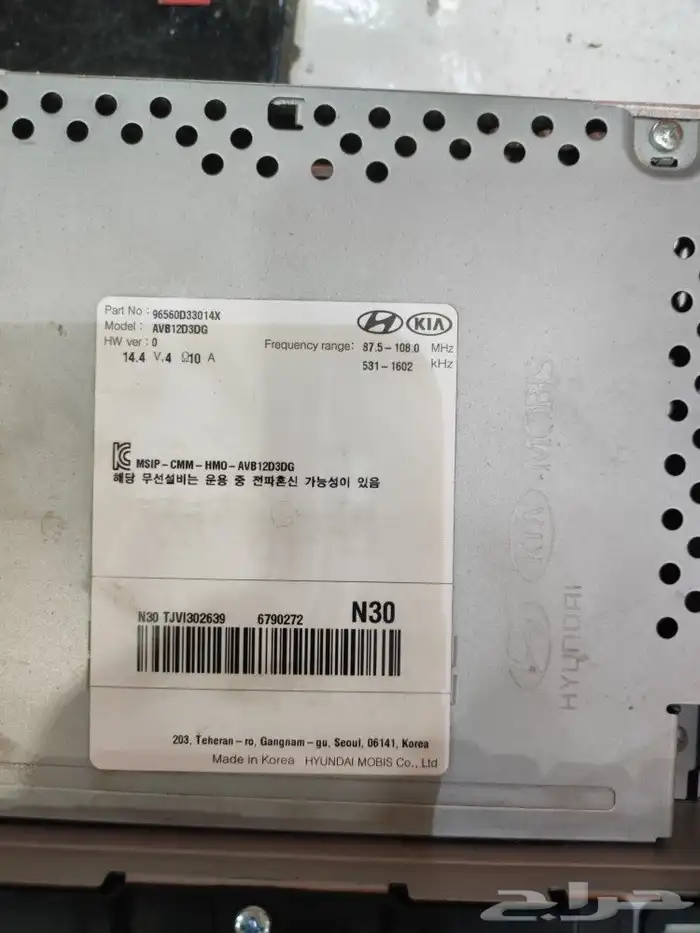 Part No : 96560D33014X
Model : AVB12D3DG
HW ver : 0
14.4 V,4 Ω10 A
HYUNDAI KIA
Frequency range: 87.5-108.0 MHz
531-1602 kHz
MSIP-CMM-HMO-AVB12D3DG
해당 무선설비는 운용 중 전파혼신 가능성이 있음
N30 TJVI302639 6790272 N30
203, Teheran-ro, Gangnam-gu, Seoul, 06141, Korea
Made in Korea HYUNDAI MOBIS Co., Ltd
HYUNDAI KIA MOBIS
حراج